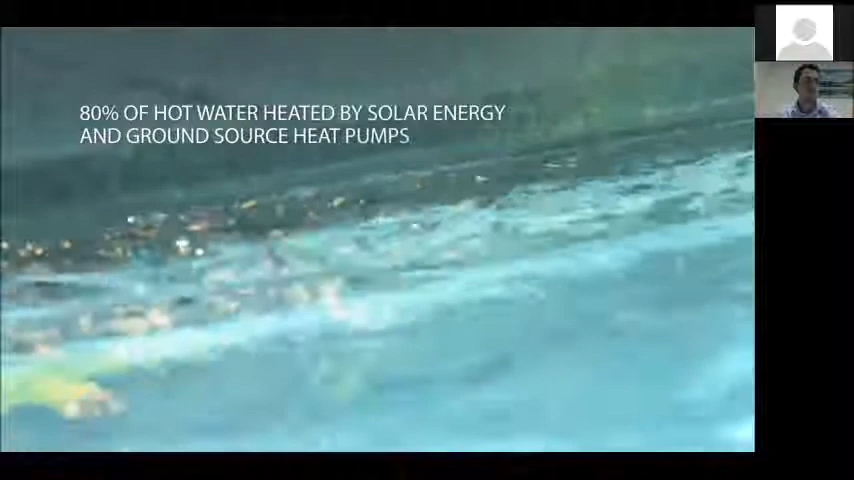 80% OF HOT WATER HEATED BY SOLAR ENERGY
AND GROUND SOURCE HEAT PUMPS